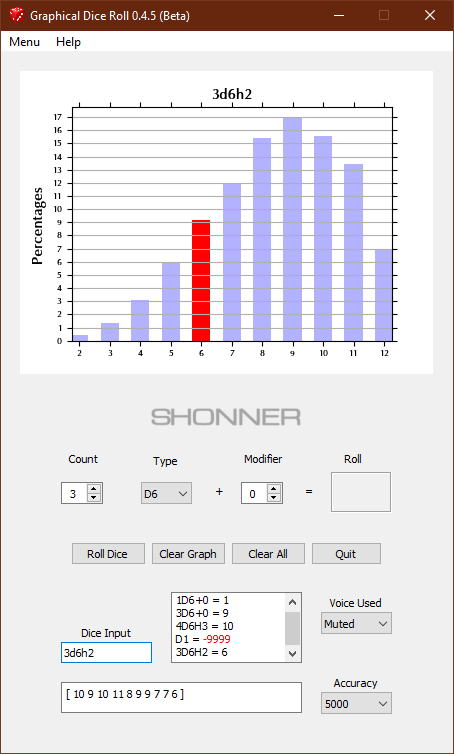 Graphical Dice Roll 0.4.5 (Beta)
Menu Help
3d6h2
Percentages
17
16
15
14
13
12
11
10
9
8
7
6
5
4
3
2
1
0
2 3 4 5 6 7 8 9 10 11 12
SHONNER
Count Type Modifier Roll
3 D6 + 0 =
Roll Dice Clear Graph Clear All Quit
1D6+0 = 1
3D6+0 = 9
4D6H3 = 10
D1 = -9999
3D6H2 = 6
Voice Used
Muted
Dice Input
3d6h2
[ 10 9 10 11 8 9 9 7 7 6 ]
Accuracy
5000